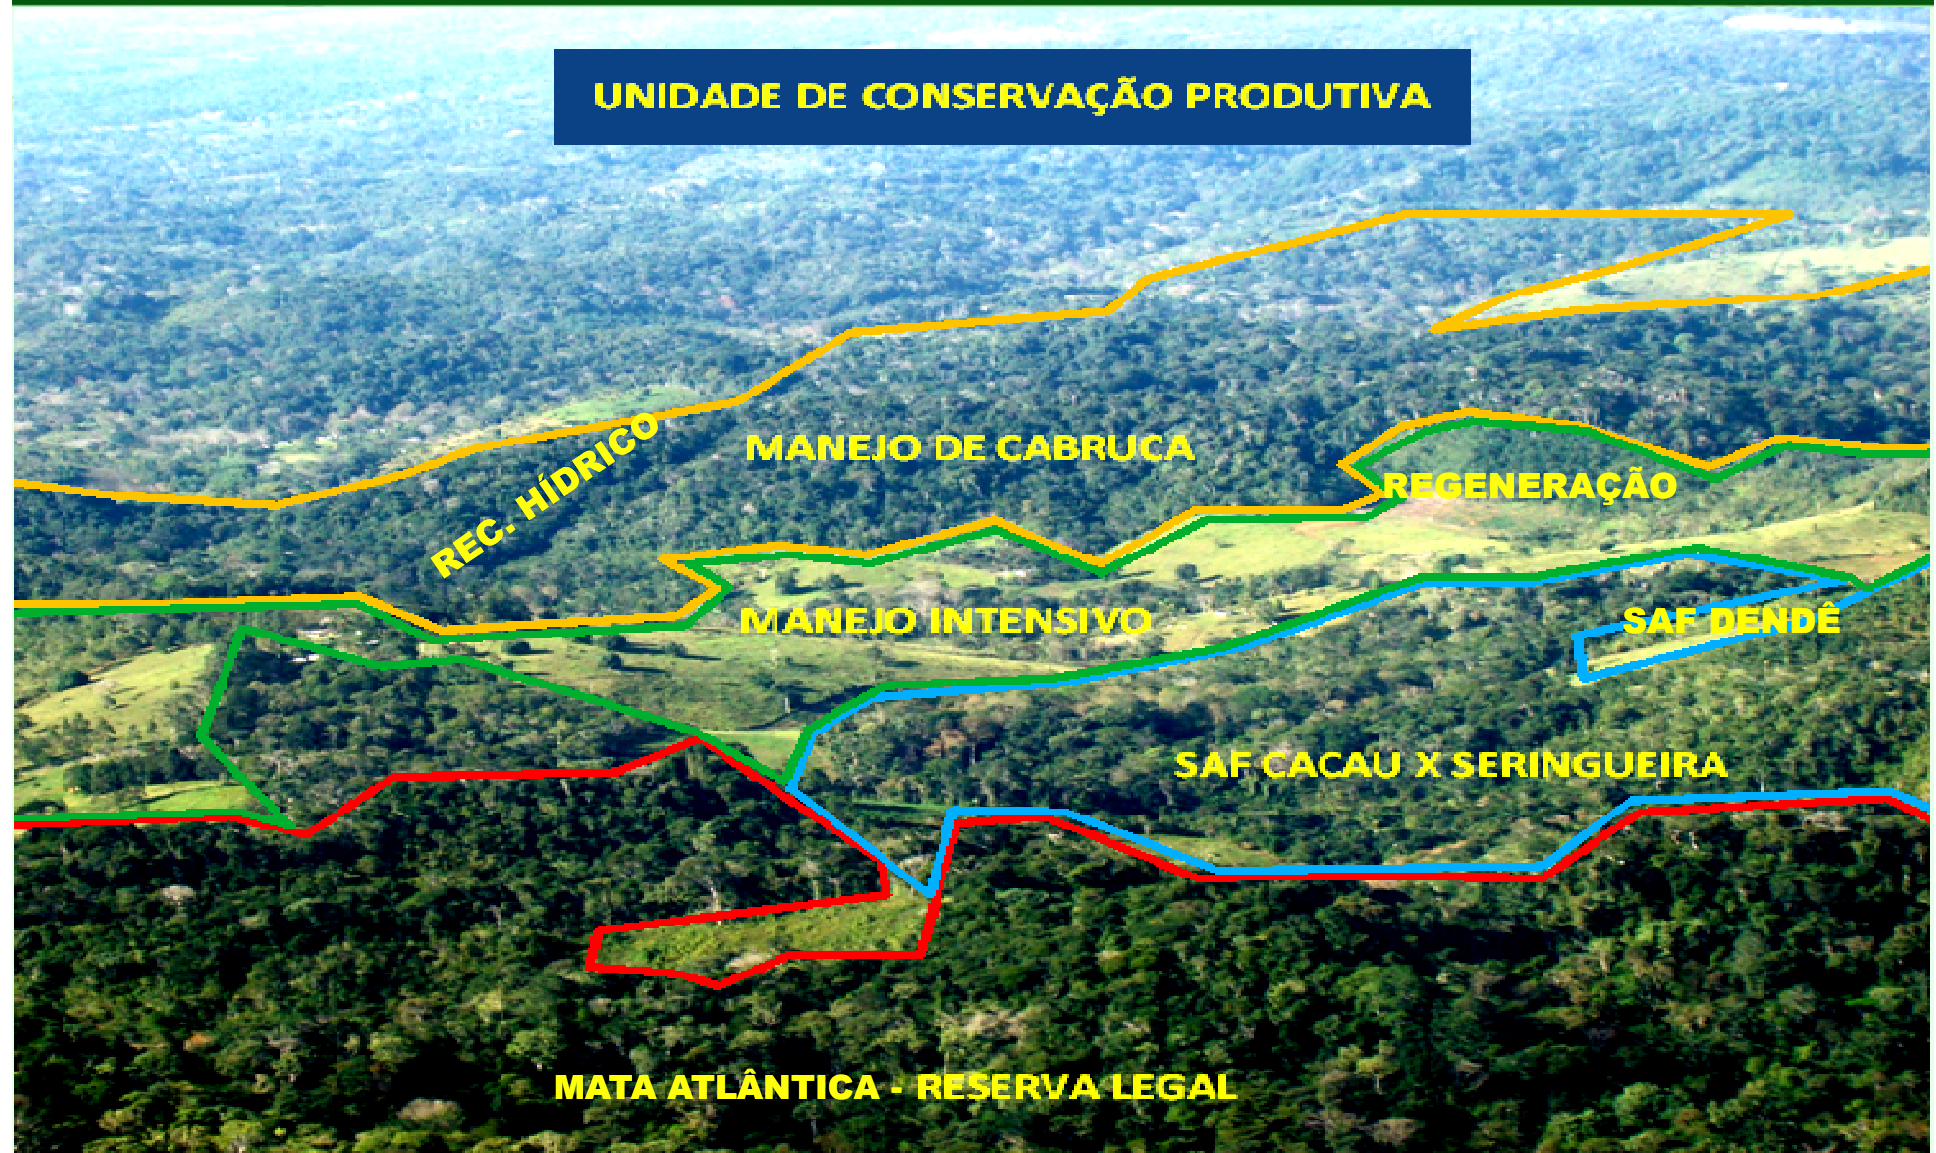 UNIDADE DE CONSERVAÇÃO PRODUTIVA
REC. HÍDRICO
MANEJO DE CABRUCA
REGENERAÇÃO
MANEJO INTENSIVO
SAF DENDÊ
SAF CACAU X SERINGUEIRA
MATA ATLÂNTICA - RESERVA LEGAL